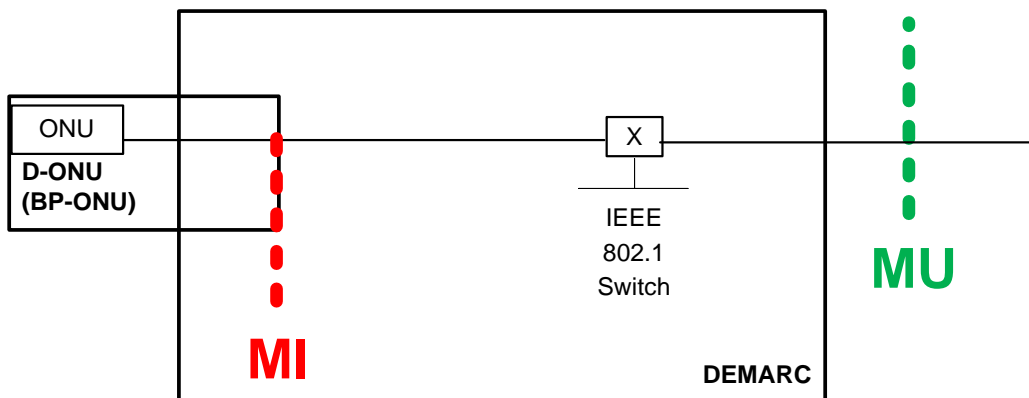 ONU
D-ONU
(BP-ONU)
X
IEEE
802.1
Switch
MU
MI
DEMARC